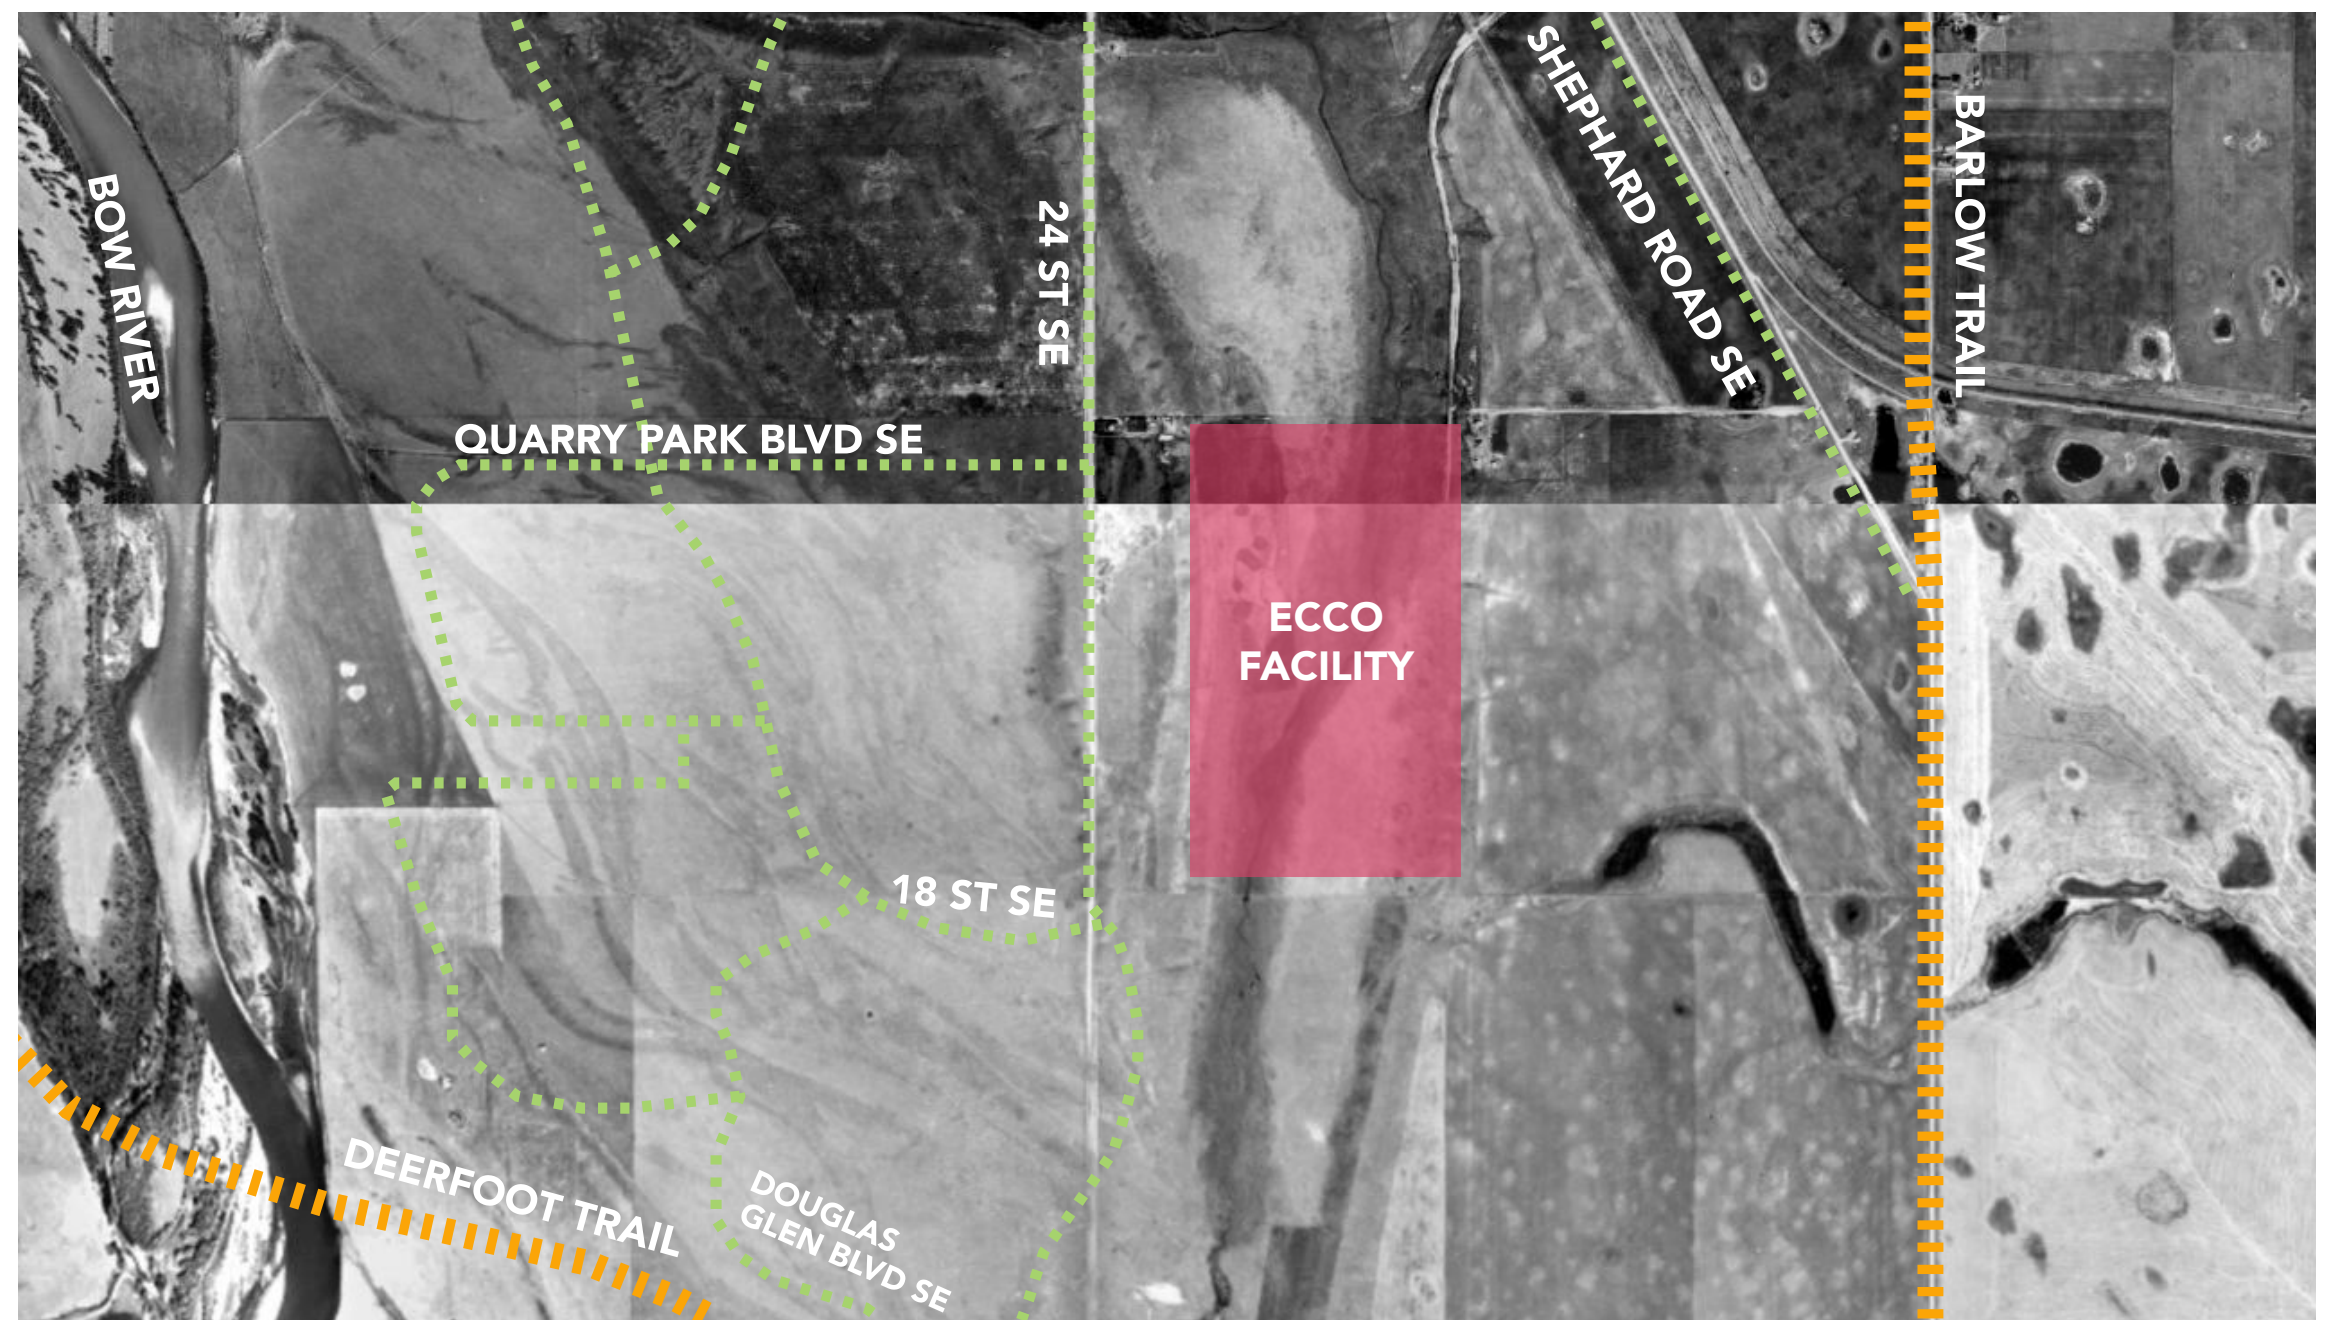 BOW RIVER
24 ST SE
SHEPHARD ROAD SE
BARLOW TRAIL
QUARRY PARK BLVD SE
ECCO
FACILITY
18 ST SE
DEERFOOT TRAIL
DOUGLAS
GLEN BLVD SE